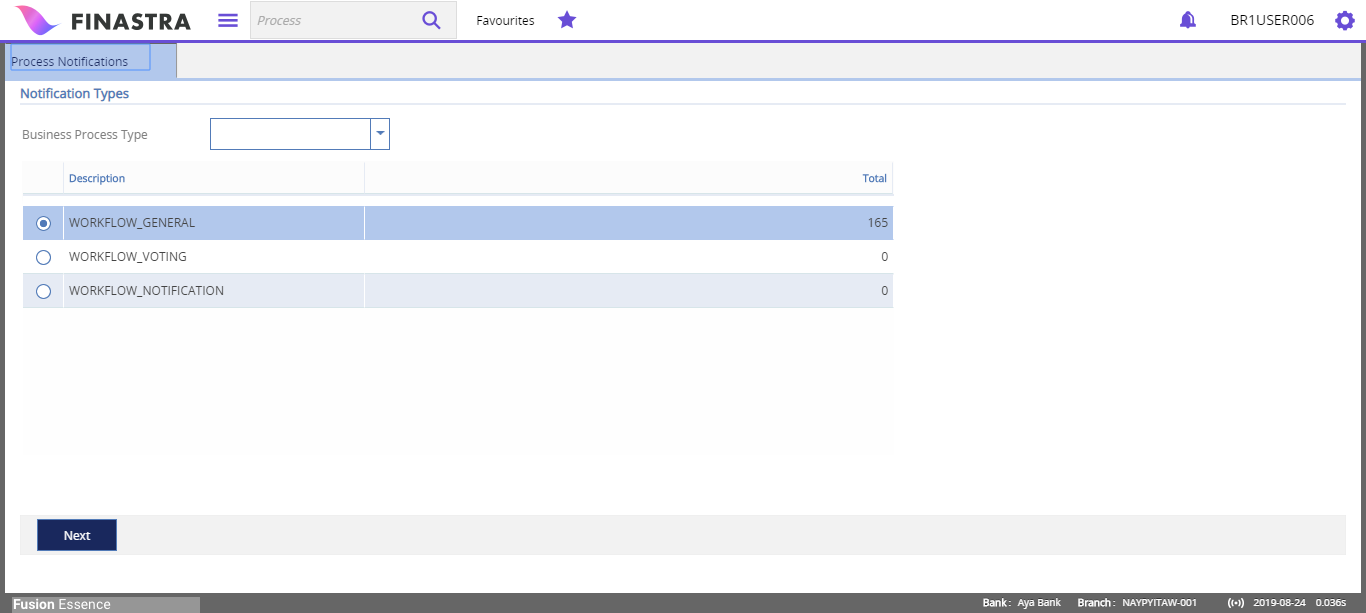 FINASTRA Process Favourites BR1USER006
Process Notifications
Notification Types
Business Process Type
Description Total
WORKFLOW_GENERAL 165
WORKFLOW_VOTING 0
WORKFLOW_NOTIFICATION 0
Next
Fusion Essence Bank : Aya Bank Branch : NAYPYITAW-001 2019-08-24 0.036s